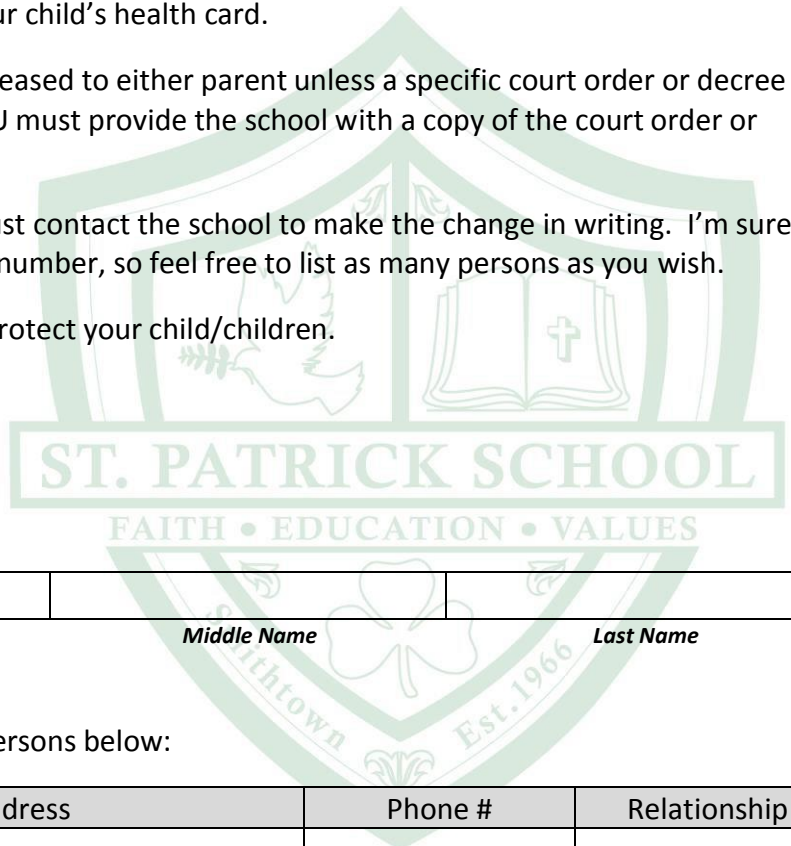 ur child’s health card.
eased to either parent unless a specific court order or decree
U must provide the school with a copy of the court order or
ust contact the school to make the change in writing.  I’m sure
number, so feel free to list as many persons as you wish.
rotect your child/children.
ST. PATRICK SCHOOL
FAITH • EDUCATION • VALUES
Middle Name Last Name
Smithtown Est. 1966
ersons below:
dress Phone # Relationship